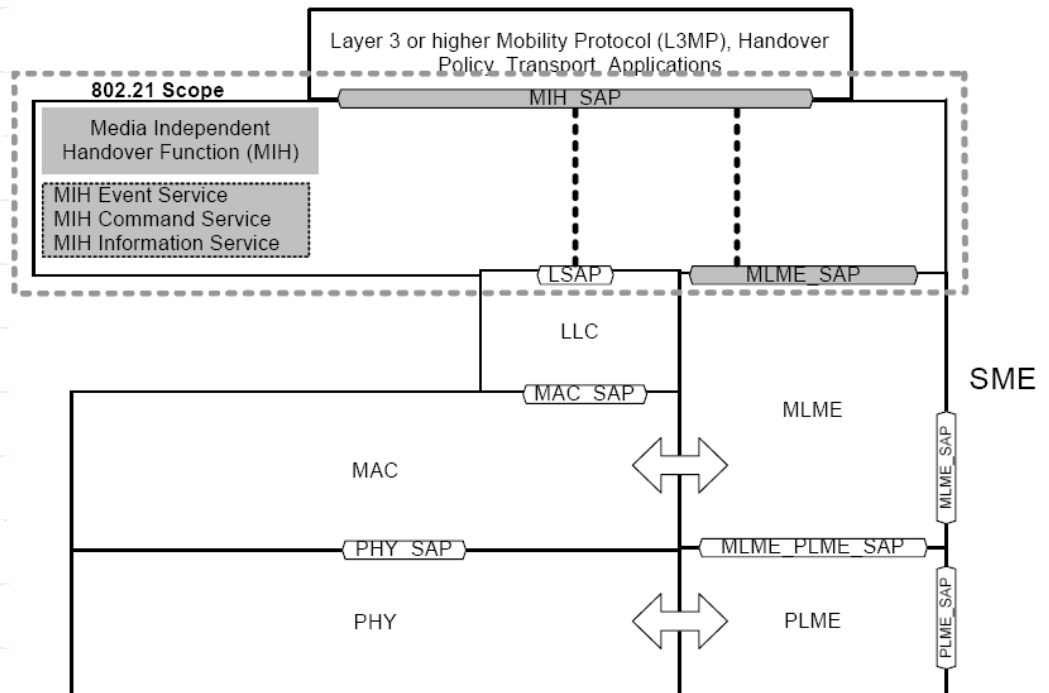 Layer 3 or higher Mobility Protocol (L3MP), Handover
Policy, Transport, Applications
802.21 Scope
MIH_SAP
Media Independent
Handover Function (MIH)
MIH Event Service
MIH Command Service
MIH Information Service
LSAP
MLME_SAP
LLC
SME
MAC_SAP
MLME
MAC
MLME_SAP
PHY_SAP
MLME_PLME_SAP
PHY
PLME
PLME_SAP